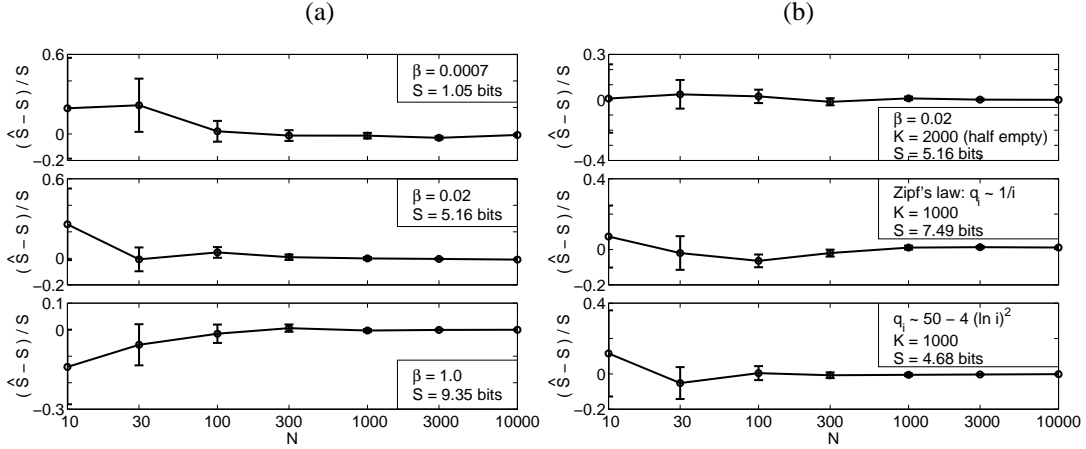 (a)
0.6
0
−0.2
( Ŝ − S ) / S
β = 0.0007
S = 1.05 bits
0.6
0
−0.2
( Ŝ − S ) / S
β = 0.02
S = 5.16 bits
0.1
0
−0.3
( Ŝ − S ) / S
β = 1.0
S = 9.35 bits
10 30 100 300 1000 3000 10000
N
(b)
0.3
0
−0.4
( Ŝ − S ) / S
β = 0.02
K = 2000 (half empty)
S = 5.16 bits
0.4
0
−0.2
( Ŝ − S ) / S
Zipf's law: qᵢ ~ 1/i
K = 1000
S = 7.49 bits
0.4
0
−0.2
( Ŝ − S ) / S
qᵢ ~ 50 − 4 (ln i)²
K = 1000
S = 4.68 bits
10 30 100 300 1000 3000 10000
N